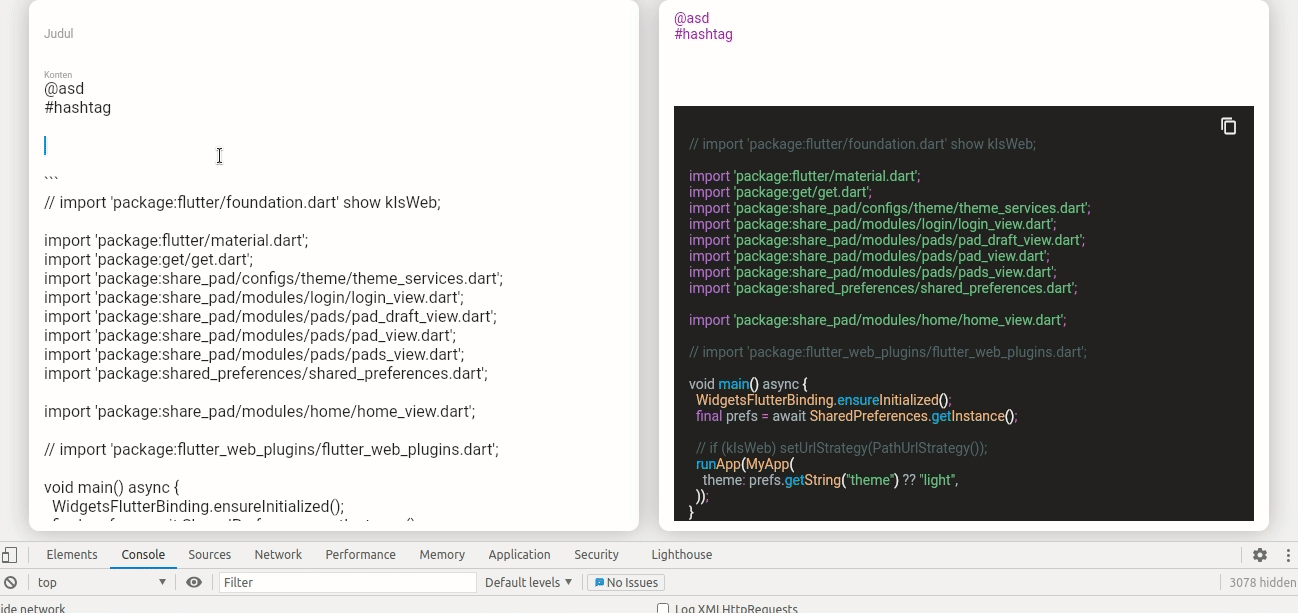 Judul
Konten
@asd
#hashtag
```
// import 'package:flutter/foundation.dart' show kIsWeb;
import 'package:flutter/material.dart';
import 'package:get/get.dart';
import 'package:share_pad/configs/theme/theme_services.dart';
import 'package:share_pad/modules/login/login_view.dart';
import 'package:share_pad/modules/pads/pad_draft_view.dart';
import 'package:share_pad/modules/pads/pad_view.dart';
import 'package:share_pad/modules/pads/pads_view.dart';
import 'package:shared_preferences/shared_preferences.dart';
import 'package:share_pad/modules/home/home_view.dart';
// import 'package:flutter_web_plugins/flutter_web_plugins.dart';
void main() async {
  WidgetsFlutterBinding.ensureInitialized();
@asd
#hashtag
// import 'package:flutter/foundation.dart' show kIsWeb;
import 'package:flutter/material.dart';
import 'package:get/get.dart';
import 'package:share_pad/configs/theme/theme_services.dart';
import 'package:share_pad/modules/login/login_view.dart';
import 'package:share_pad/modules/pads/pad_draft_view.dart';
import 'package:share_pad/modules/pads/pad_view.dart';
import 'package:share_pad/modules/pads/pads_view.dart';
import 'package:shared_preferences/shared_preferences.dart';
import 'package:share_pad/modules/home/home_view.dart';
// import 'package:flutter_web_plugins/flutter_web_plugins.dart';
void main() async {
  WidgetsFlutterBinding.ensureInitialized();
  final prefs = await SharedPreferences.getInstance();
  // if (kIsWeb) setUrlStrategy(PathUrlStrategy());
  runApp(MyApp(
    theme: prefs.getString("theme") ?? "light",
  ));
}
Elements Console Sources Network Performance Memory Application Security Lighthouse
top Filter Default levels No Issues 3078 hidden
ide network Log XMLHttpRequests